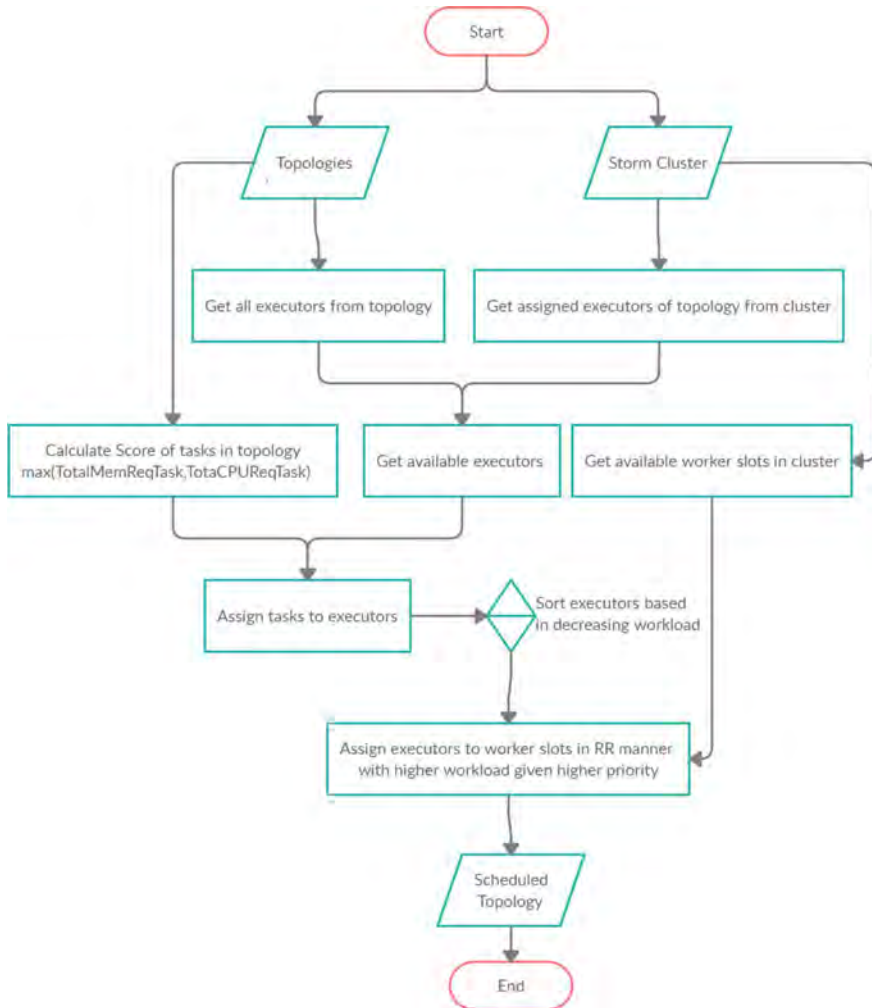 Start
Topologies
Storm Cluster
Get all executors from topology
Get assigned executors of topology from cluster
Calculate Score of tasks in topology
max(TotalMemReqTask,TotaCPUReqTask)
Get available executors
Get available worker slots in cluster
Assign tasks to executors
Sort executors based
in decreasing workload
Assign executors to worker slots in RR manner
with higher workload given higher priority
Scheduled
Topology
End